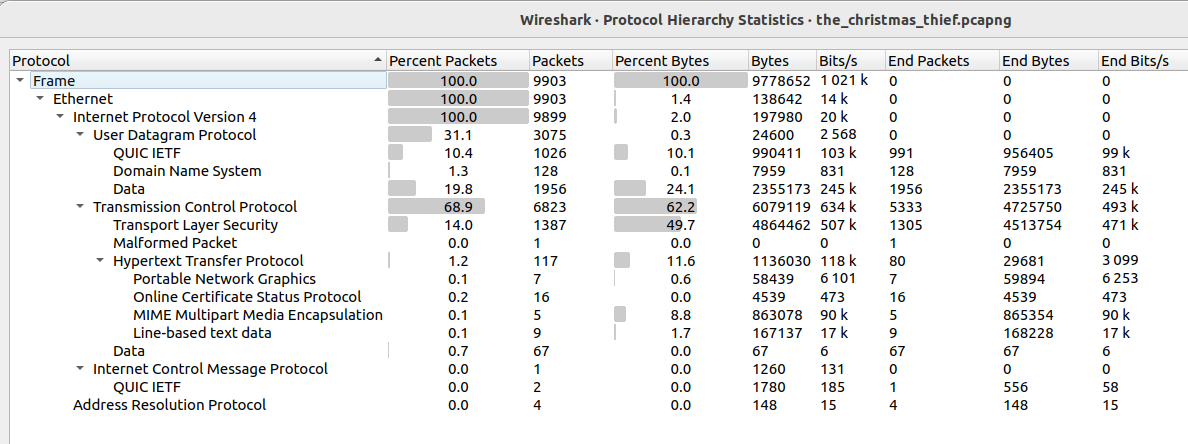 Wireshark · Protocol Hierarchy Statistics · the_christmas_thief.pcapng
Protocol Percent Packets Packets Percent Bytes Bytes Bits/s End Packets End Bytes End Bits/s
Frame 100.0 9903 100.0 9778652 1 021 k 0 0 0
Ethernet 100.0 9903 1.4 138642 14 k 0 0 0
Internet Protocol Version 4 100.0 9899 2.0 197980 20 k 0 0 0
User Datagram Protocol 31.1 3075 0.3 24600 2 568 0 0 0
QUIC IETF 10.4 1026 10.1 990411 103 k 991 956405 99 k
Domain Name System 1.3 128 0.1 7959 831 128 7959 831
Data 19.8 1956 24.1 2355173 245 k 1956 2355173 245 k
Transmission Control Protocol 68.9 6823 62.2 6079119 634 k 5333 4725750 493 k
Transport Layer Security 14.0 1387 49.7 4864462 507 k 1305 4513754 471 k
Malformed Packet 0.0 1 0.0 0 0 1 0 0
Hypertext Transfer Protocol 1.2 117 11.6 1136030 118 k 80 29681 3 099
Portable Network Graphics 0.1 7 0.6 58439 6 101 7 59894 6 253
Online Certificate Status Protocol 0.2 16 0.0 4539 473 16 4539 473
MIME Multipart Media Encapsulation 0.1 5 8.8 863078 90 k 5 865354 90 k
Line-based text data 0.1 9 1.7 167137 17 k 9 168228 17 k
Data 0.7 67 0.0 67 6 67 67 6
Internet Control Message Protocol 0.0 1 0.0 1260 131 0 0 0
QUIC IETF 0.0 2 0.0 1780 185 1 556 58
Address Resolution Protocol 0.0 4 0.0 148 15 4 148 15